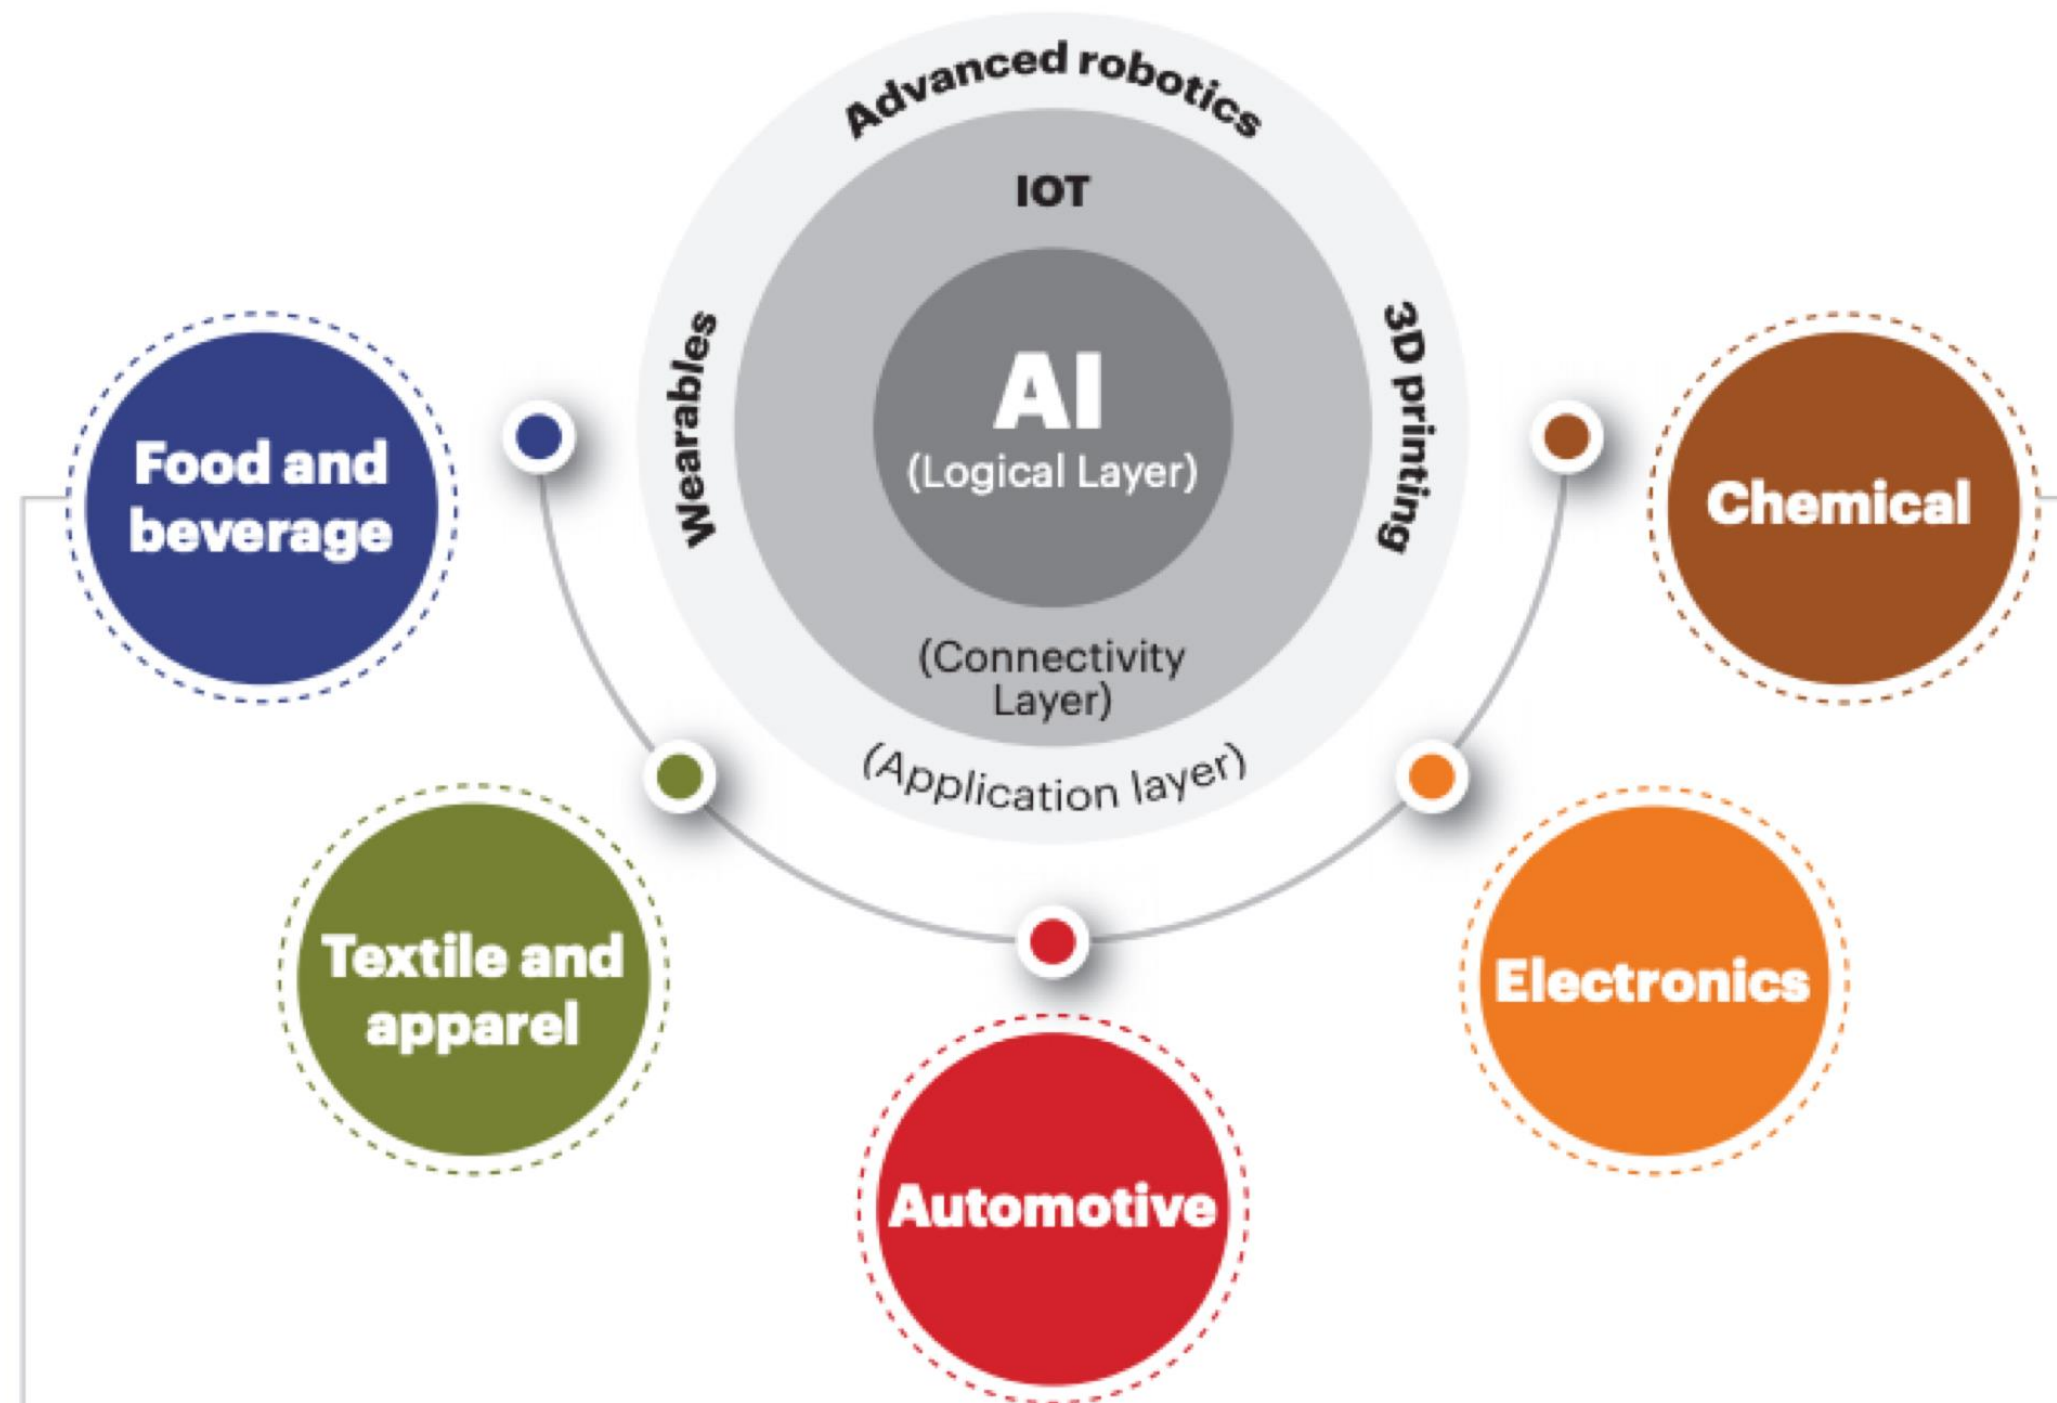 Advanced robotics
IOT
Wearables
3D printing
AI
(Logical Layer)
(Connectivity
Layer)
(Application layer)
Food and
beverage
Textile and
apparel
Automotive
Electronics
Chemical